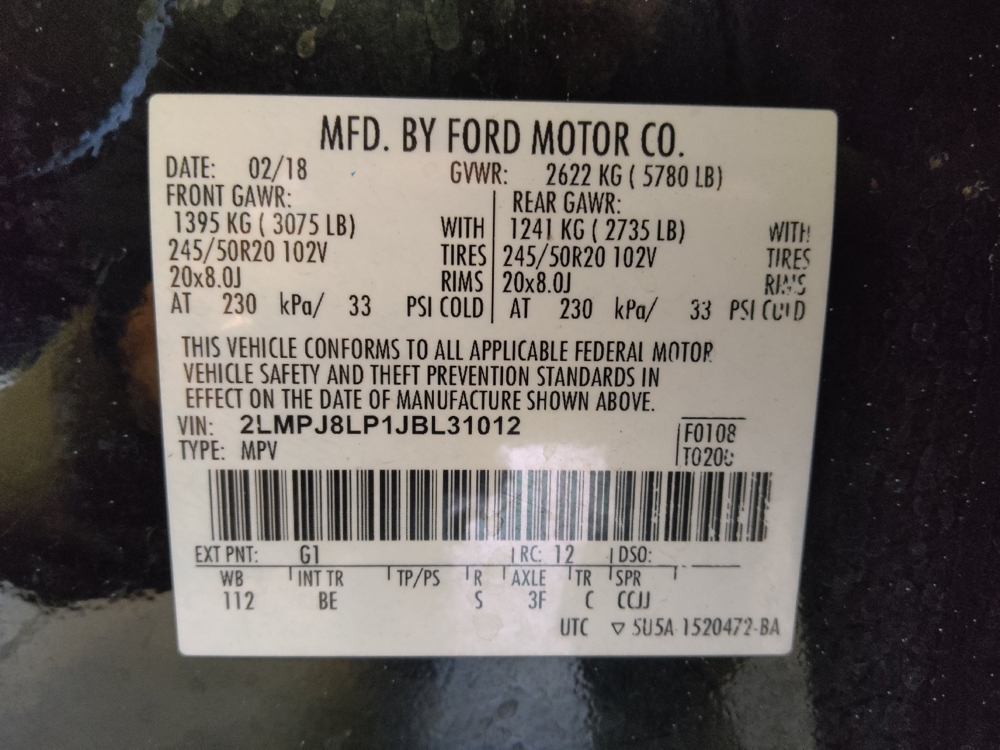 MFD. BY FORD MOTOR CO.
DATE: 02/18 GVWR: 2622 KG ( 5780 LB)
FRONT GAWR: REAR GAWR:
1395 KG ( 3075 LB) WITH 1241 KG ( 2735 LB) WITH
245/50R20 102V TIRES 245/50R20 102V TIRES
20x8.0J RIMS 20x8.0J RIMS
AT 230 kPa/ 33 PSI COLD AT 230 kPa/ 33 PSI COLD
THIS VEHICLE CONFORMS TO ALL APPLICABLE FEDERAL MOTOR
VEHICLE SAFETY AND THEFT PREVENTION STANDARDS IN
EFFECT ON THE DATE OF MANUFACTURE SHOWN ABOVE.
VIN: 2LMPJ8LP1JBL31012 F0108
TYPE: MPV
EXT PNT: G1 RC: 12 DSO:
WB INT TR TP/PS R AXLE TR SPR
112 BE S 3F C CCJJ
UTC ▽ 5U5A-1520472-BA